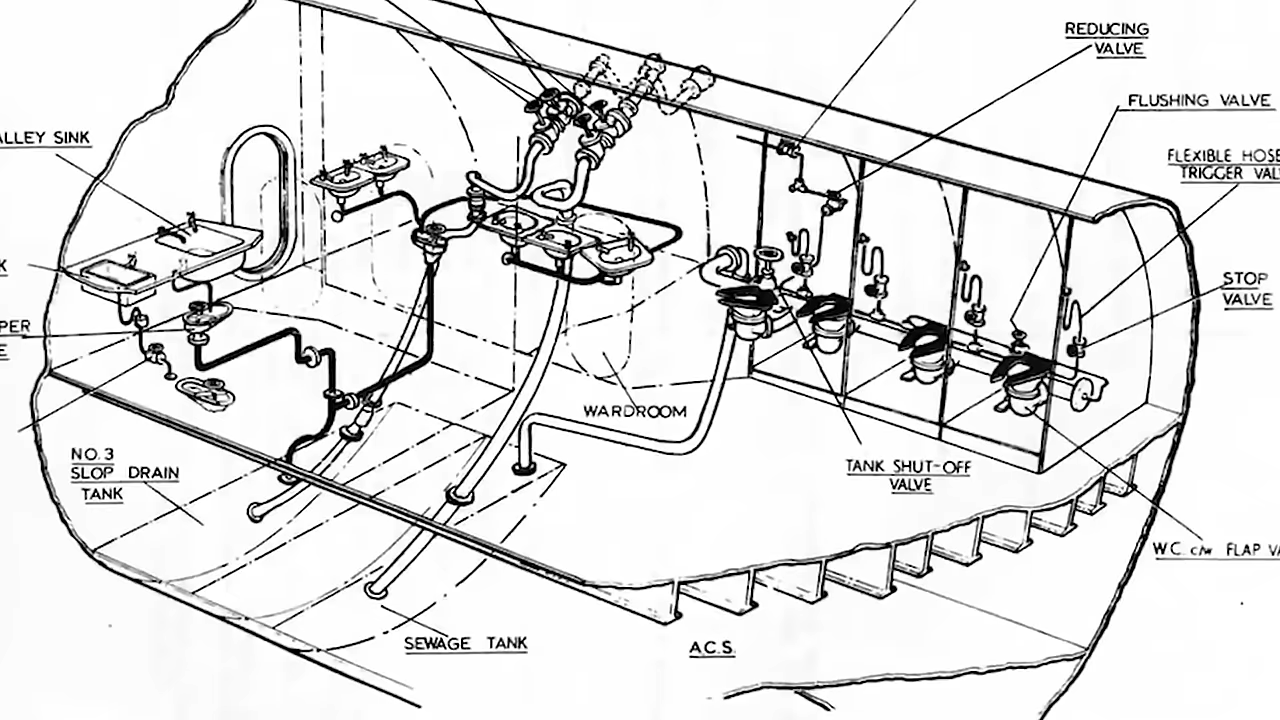 REDUCING
VALVE
FLUSHING VALVE
ALLEY SINK
FLEXIBLE HOSE
TRIGGER VAL
K
STOP
VALVE
PER
E
WARDROOM
NO.3
SLOP DRAIN
TANK
TANK SHUT-OFF
VALVE
W.C. c/w FLAP VA
SEWAGE TANK
A.C.S.